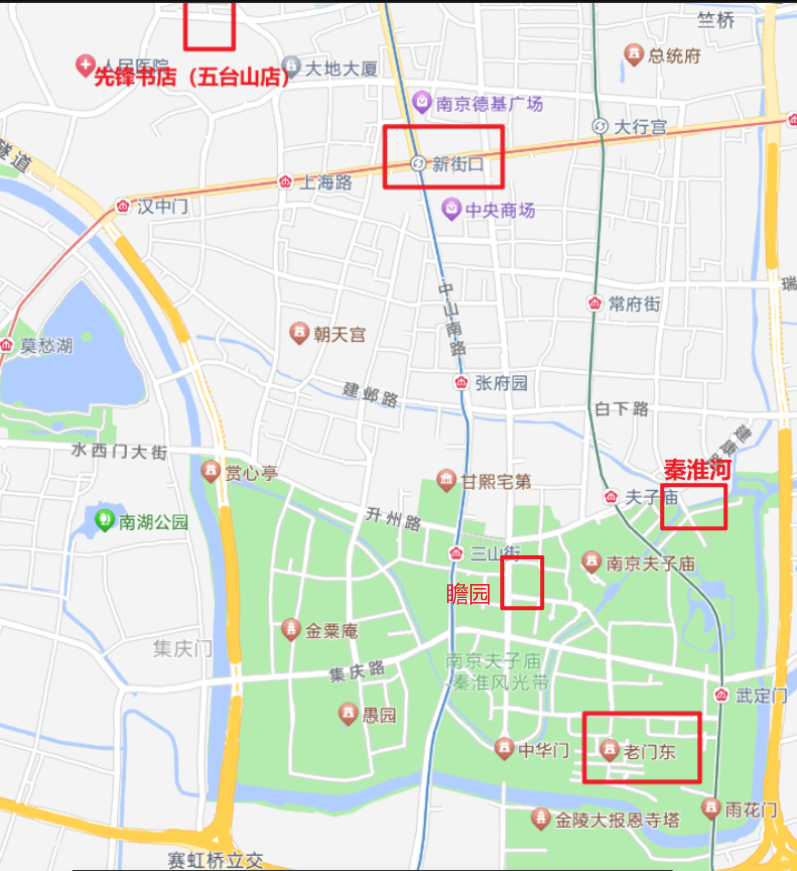 竺桥
总统府
人民医院
先锋书店（五台山店）
大地大厦
南京德基广场
大行宫
隧道
新街口
上海路
汉中门
中央商场
瑞
中山南路
常府街
朝天宫
莫愁湖
张府园
建邺路
白下路
建康路
水西门大街
秦淮河
赏心亭
甘熙宅第
夫子庙
南湖公园
升州路
三山街
南京夫子庙
瞻园
金粟庵
集庆门
集庆路
南京夫子庙
秦淮风光带
武定门
愚园
中华门
老门东
金陵大报恩寺塔
雨花门
赛虹桥立交